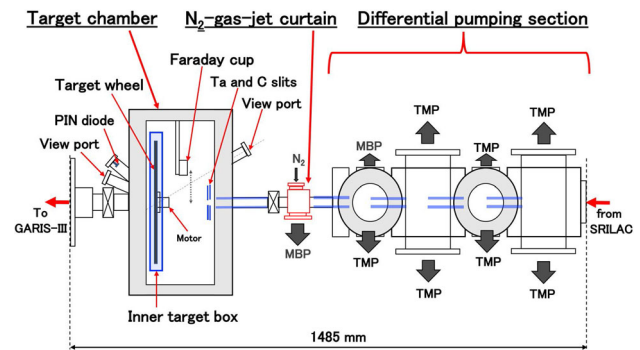 Target chamber
N₂-gas-jet curtain
Differential pumping section
Faraday cup
Ta and C slits
Target wheel
View port
PIN diode
View port
TMP
TMP
MBP
TMP
N₂
To
GARIS-III
Motor
from
SRILAC
MBP
TMP
TMP
TMP
TMP
Inner target box
1485 mm